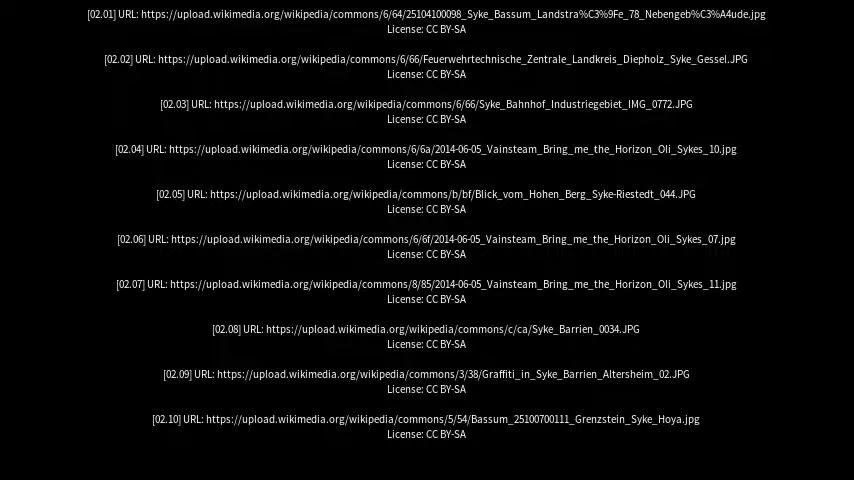 [02.01] URL: https://upload.wikimedia.org/wikipedia/commons/6/64/25104100098_Syke_Bassum_Landstra%C3%9Fe_78_Nebengeb%C3%A4ude.jpg
License: CC BY-SA
[02.02] URL: https://upload.wikimedia.org/wikipedia/commons/6/66/Feuerwehrtechnische_Zentrale_Landkreis_Diepholz_Syke_Gessel.JPG
License: CC BY-SA
[02.03] URL: https://upload.wikimedia.org/wikipedia/commons/6/66/Syke_Bahnhof_Industriegebiet_IMG_0772.JPG
License: CC BY-SA
[02.04] URL: https://upload.wikimedia.org/wikipedia/commons/6/6a/2014-06-05_Vainsteam_Bring_me_the_Horizon_Oli_Sykes_10.jpg
License: CC BY-SA
[02.05] URL: https://upload.wikimedia.org/wikipedia/commons/b/bf/Blick_vom_Hohen_Berg_Syke-Riestedt_044.JPG
License: CC BY-SA
[02.06] URL: https://upload.wikimedia.org/wikipedia/commons/6/6f/2014-06-05_Vainsteam_Bring_me_the_Horizon_Oli_Sykes_07.jpg
License: CC BY-SA
[02.07] URL: https://upload.wikimedia.org/wikipedia/commons/8/85/2014-06-05_Vainsteam_Bring_me_the_Horizon_Oli_Sykes_11.jpg
License: CC BY-SA
[02.08] URL: https://upload.wikimedia.org/wikipedia/commons/c/ca/Syke_Barrien_0034.JPG
License: CC BY-SA
[02.09] URL: https://upload.wikimedia.org/wikipedia/commons/3/38/Graffiti_in_Syke_Barrien_Altersheim_02.JPG
License: CC BY-SA
[02.10] URL: https://upload.wikimedia.org/wikipedia/commons/5/54/Bassum_25100700111_Grenzstein_Syke_Hoya.jpg
License: CC BY-SA